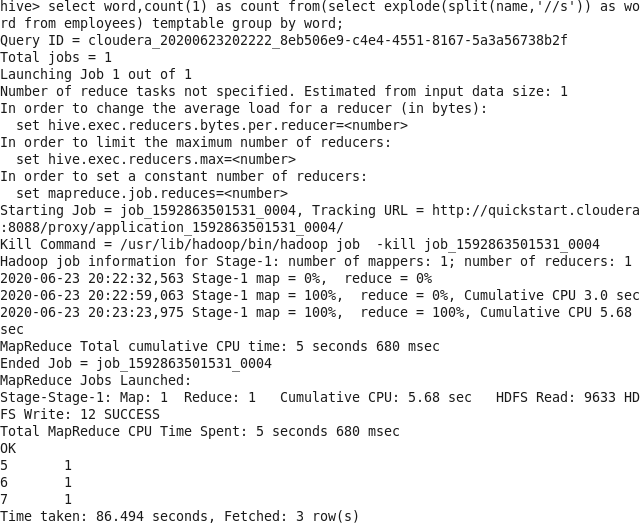 hive> select word,count(1) as count from(select explode(split(name,'//s')) as wo
rd from employees) temptable group by word;
Query ID = cloudera_20200623202222_8eb506e9-c4e4-4551-8167-5a3a56738b2f
Total jobs = 1
Launching Job 1 out of 1
Number of reduce tasks not specified. Estimated from input data size: 1
In order to change the average load for a reducer (in bytes):
  set hive.exec.reducers.bytes.per.reducer=<number>
In order to limit the maximum number of reducers:
  set hive.exec.reducers.max=<number>
In order to set a constant number of reducers:
  set mapreduce.job.reduces=<number>
Starting Job = job_1592863501531_0004, Tracking URL = http://quickstart.cloudera
:8088/proxy/application_1592863501531_0004/
Kill Command = /usr/lib/hadoop/bin/hadoop job  -kill job_1592863501531_0004
Hadoop job information for Stage-1: number of mappers: 1; number of reducers: 1
2020-06-23 20:22:32,563 Stage-1 map = 0%,  reduce = 0%
2020-06-23 20:22:59,063 Stage-1 map = 100%,  reduce = 0%, Cumulative CPU 3.0 sec
2020-06-23 20:23:23,975 Stage-1 map = 100%,  reduce = 100%, Cumulative CPU 5.68
sec
MapReduce Total cumulative CPU time: 5 seconds 680 msec
Ended Job = job_1592863501531_0004
MapReduce Jobs Launched:
Stage-Stage-1: Map: 1  Reduce: 1   Cumulative CPU: 5.68 sec   HDFS Read: 9633 HD
FS Write: 12 SUCCESS
Total MapReduce CPU Time Spent: 5 seconds 680 msec
OK
5       1
6       1
7       1
Time taken: 86.494 seconds, Fetched: 3 row(s)